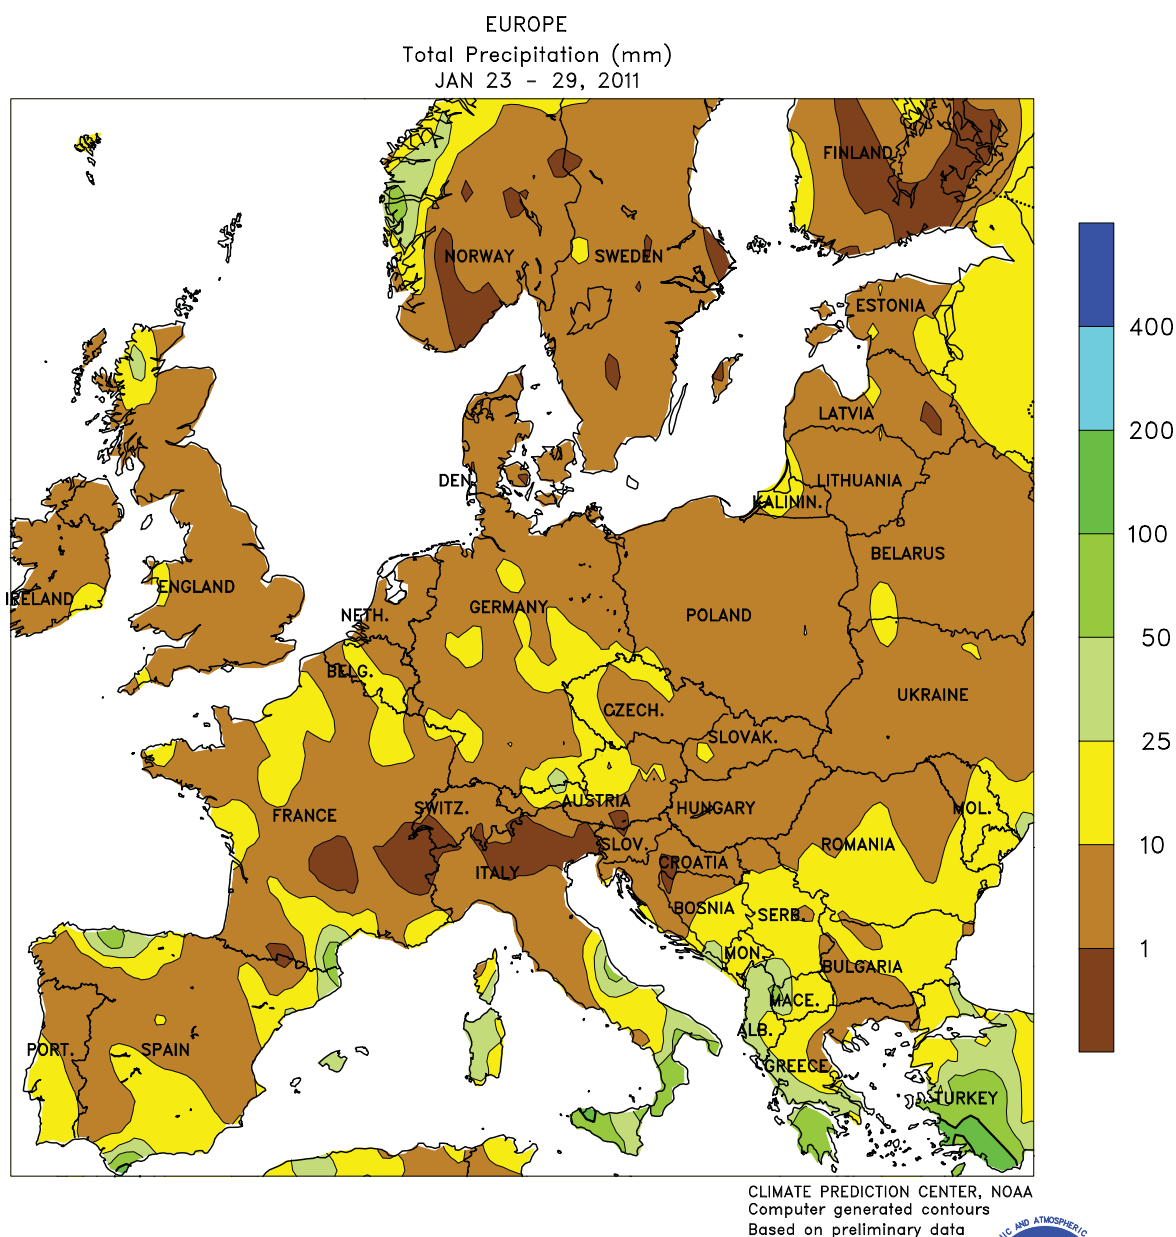 EUROPE
Total Precipitation (mm)
JAN 23 - 29, 2011
FINLAND
NORWAY
SWEDEN
ESTONIA
400
LATVIA
200
DEN.
LITHUANIA
KALININ.
100
BELARUS
ENGLAND
IRELAND
NETH.
GERMANY
POLAND
50
BELG.
UKRAINE
CZECH.
SLOVAK.
25
FRANCE
SWITZ.
AUSTRIA
HUNGARY
MOL.
SLOV.
ROMANIA
10
ITALY
CROATIA
BOSNIA
SERB.
MON.
1
BULGARIA
MACE.
ALB.
PORT.
SPAIN
GREECE
TURKEY
CLIMATE PREDICTION CENTER, NOAA
Computer generated contours
Based on preliminary data
AND ATMOSPHERIC